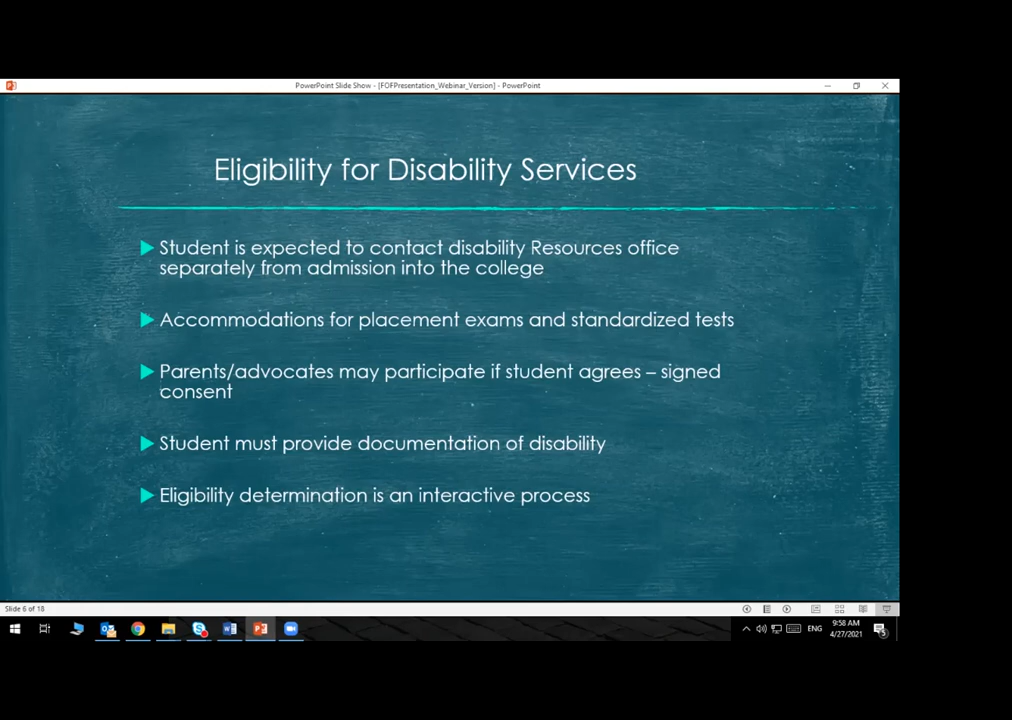 PowerPoint Slide Show - [FOFPresentation_Webinar_Version] - PowerPoint
Eligibility for Disability Services
Student is expected to contact disability Resources office
separately from admission into the college
Accommodations for placement exams and standardized tests
Parents/advocates may participate if student agrees – signed
consent
Student must provide documentation of disability
Eligibility determination is an interactive process
Slide 6 of 18
ENG
9:58 AM
4/27/2021
5